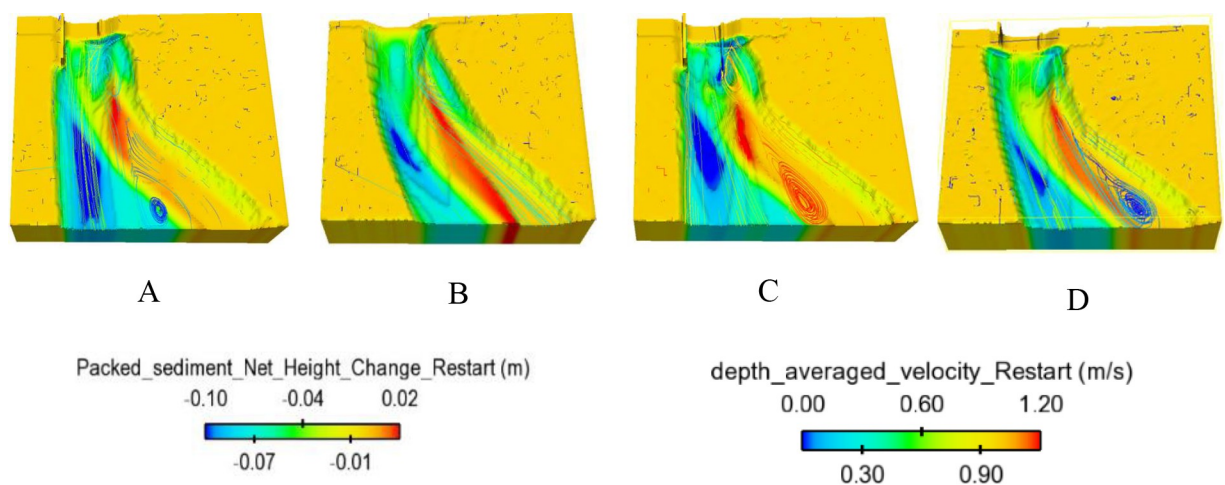 A B C D
Packed_sediment_Net_Height_Change_Restart (m)
-0.10 -0.04 0.02
-0.07 -0.01
depth_averaged_velocity_Restart (m/s)
0.00 0.60 1.20
0.30 0.90